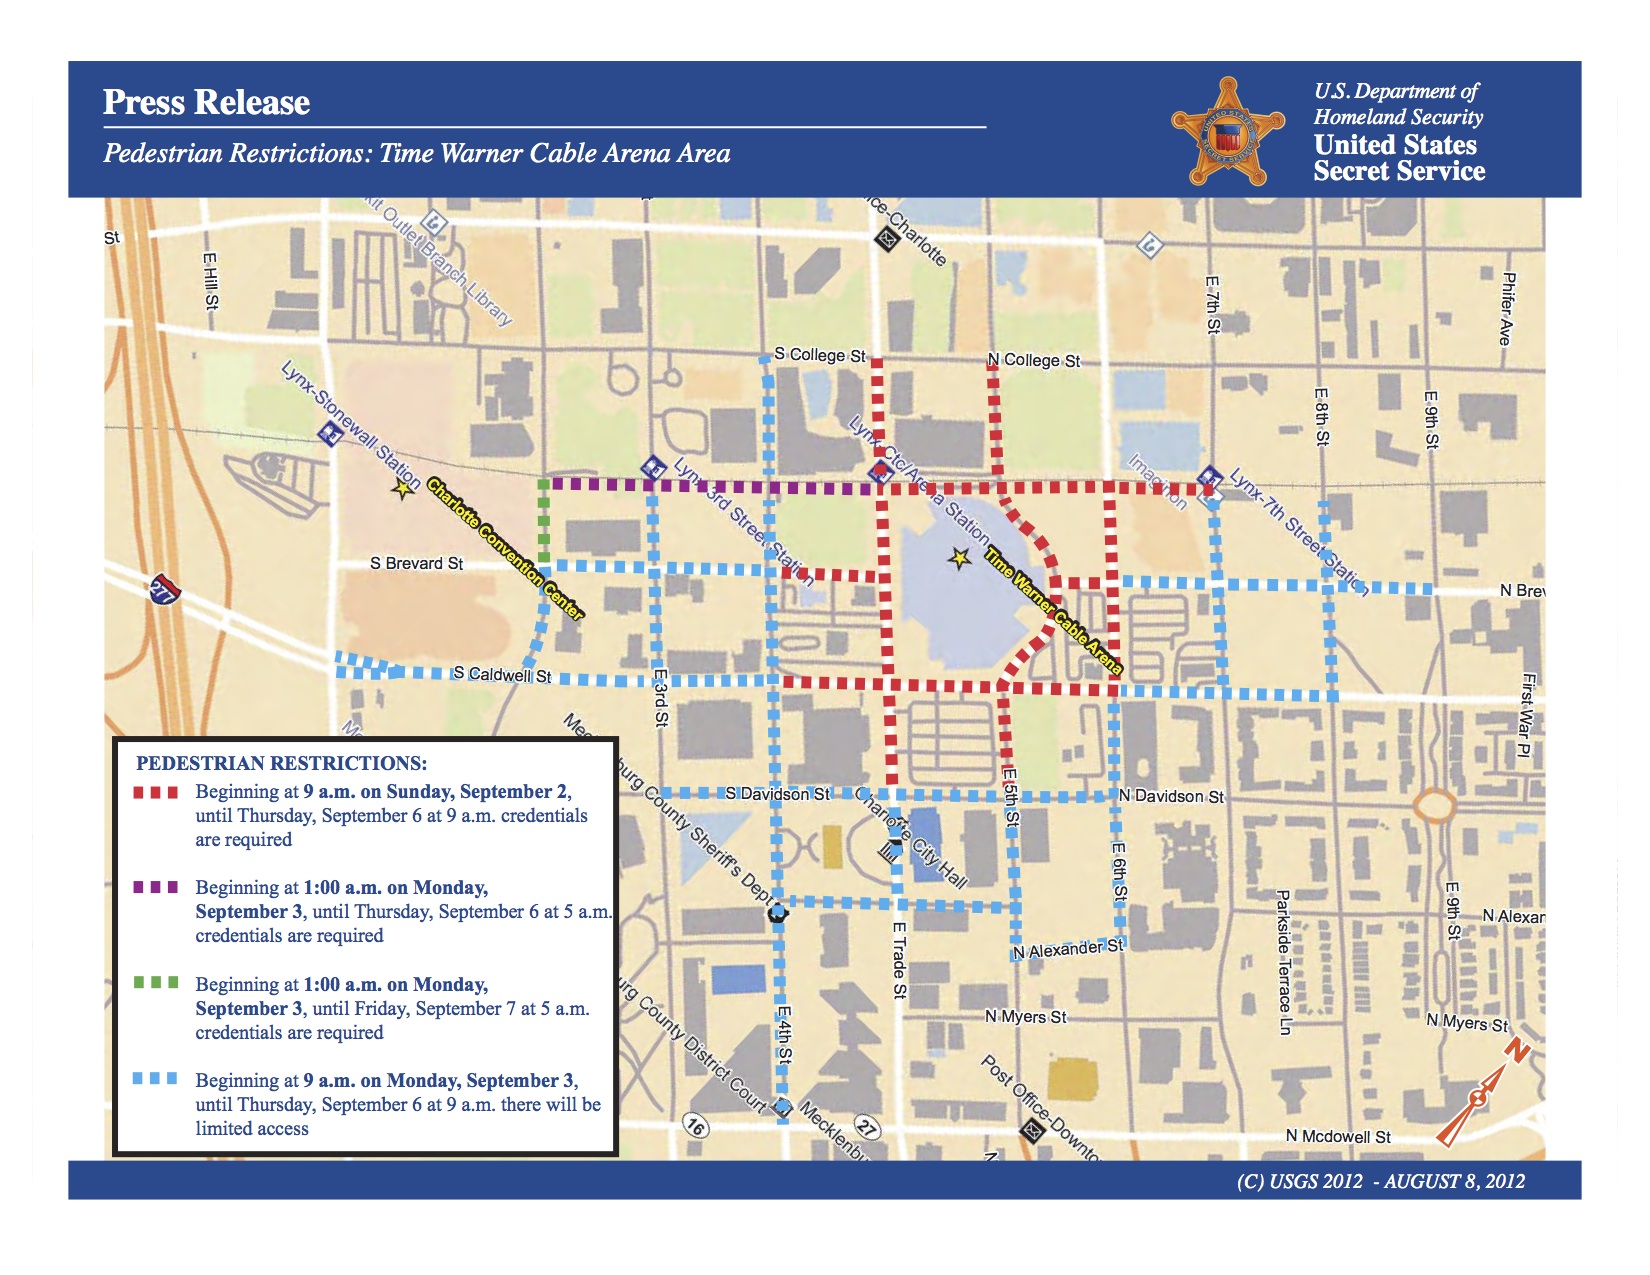 Press Release
Pedestrian Restrictions: Time Warner Cable Arena Area
U.S. Department of
Homeland Security
United States
Secret Service
St
E Hill St
Outlet Branch Library
ice-Charlotte
E 7th St
Phifer Ave
S College St
N College St
Lynx-Stonewall Station
Lynx-Ctc/Arena Station
E 8th St
E 9th St
Lynx-3rd Street Station
Imaginon
Lynx-7th Street Station
Charlotte Convention Center
Time Warner Cable Arena
277
S Brevard St
N Brev
S Caldwell St
E 3rd St
First War Pl
Me
burg County Sheriff's Dept
S Davidson St
Charlotte City Hall
E 5th St
N Davidson St
E 6th St
Parkside Terrace Ln
E 9th St
N Alexan
E Trade St
N Alexander St
E 4th St
N Myers St
N Myers St
urg County District Court
Post Office-Downto
Mecklenbu
16
27
N Mcdowell St
N
PEDESTRIAN RESTRICTIONS:
Beginning at 9 a.m. on Sunday, September 2,
until Thursday, September 6 at 9 a.m. credentials
are required
Beginning at 1:00 a.m. on Monday,
September 3, until Thursday, September 6 at 5 a.m.
credentials are required
Beginning at 1:00 a.m. on Monday,
September 3, until Friday, September 7 at 5 a.m.
credentials are required
Beginning at 9 a.m. on Monday, September 3,
until Thursday, September 6 at 9 a.m. there will be
limited access
(C) USGS 2012 - AUGUST 8, 2012